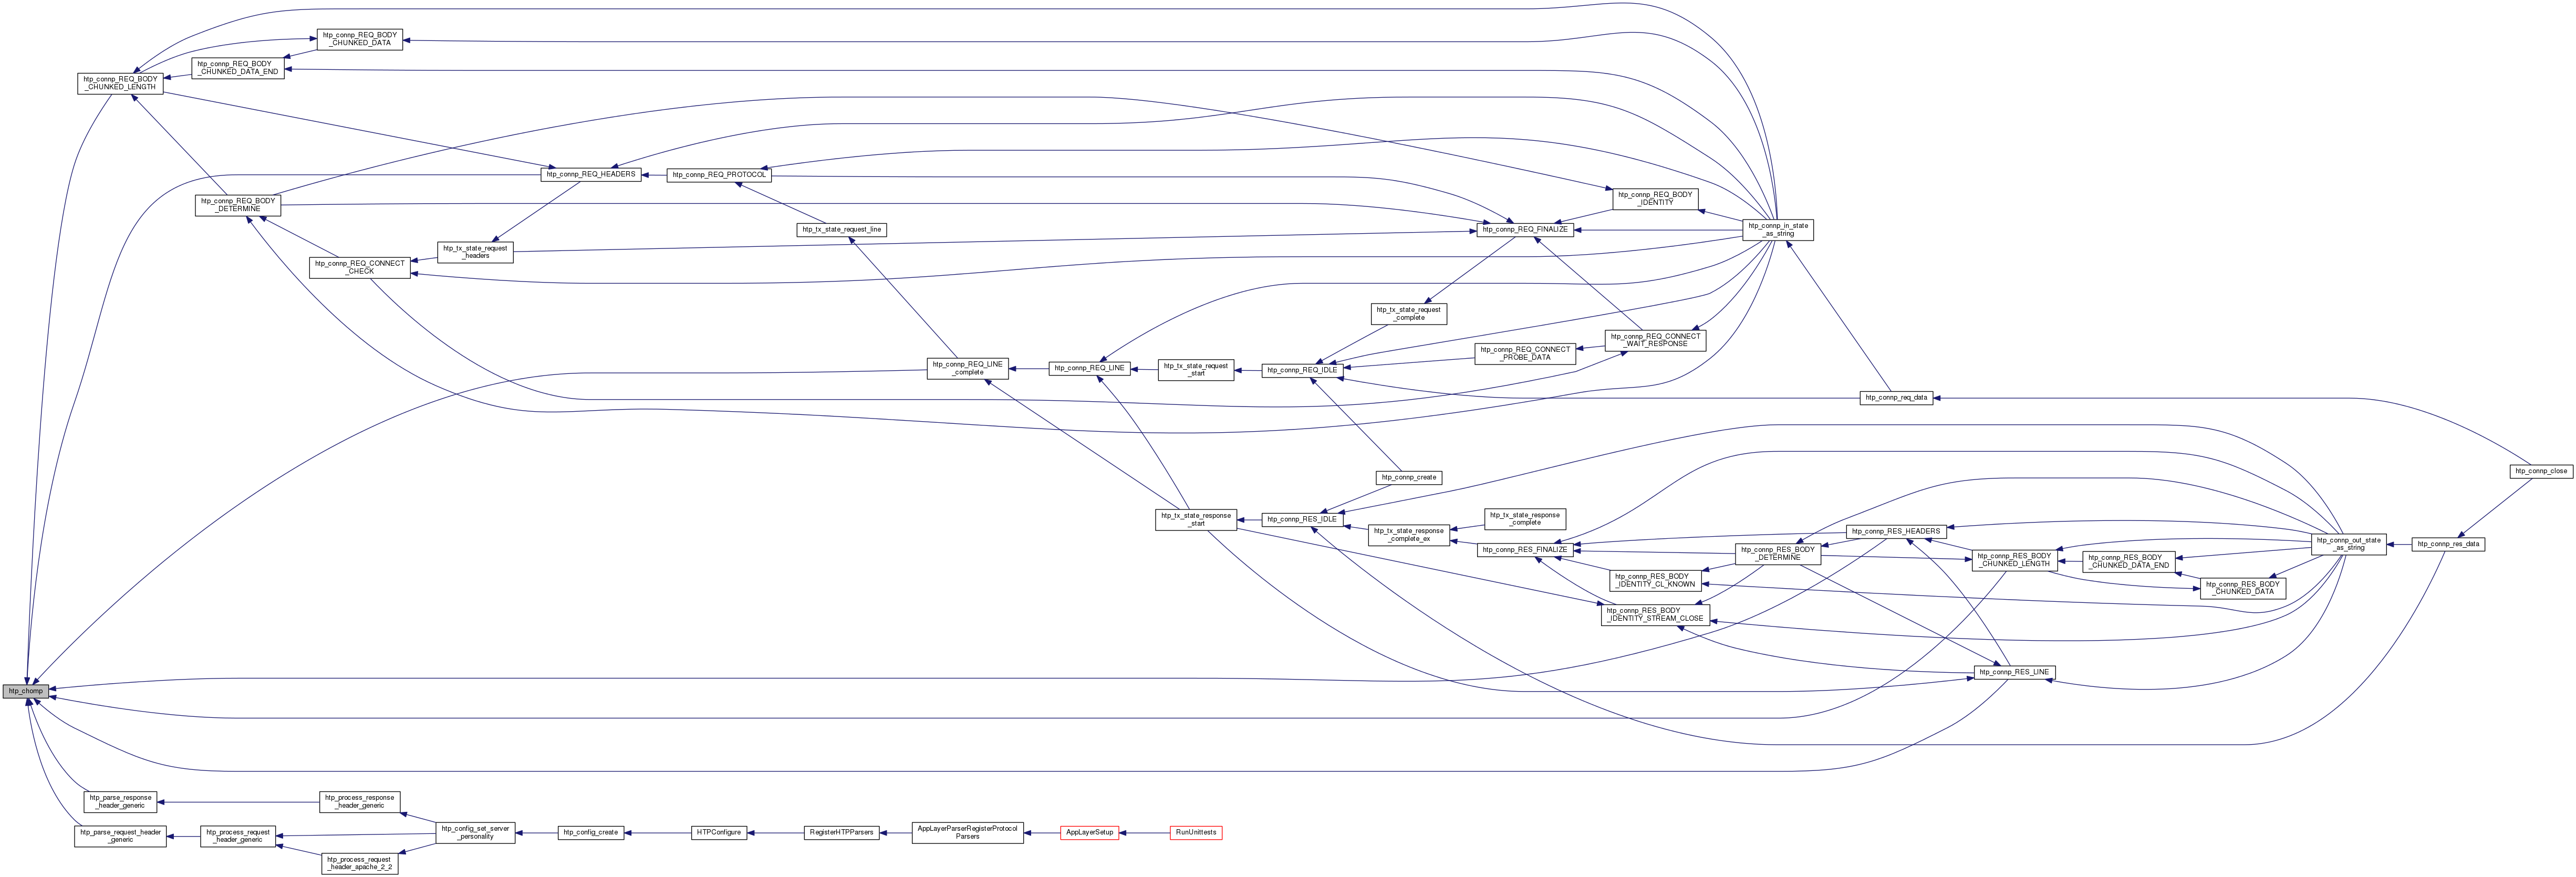 htp_connp_REQ_BODY
_CHUNKED_DATA
htp_connp_REQ_BODY
_CHUNKED_DATA_END
htp_connp_REQ_BODY
_CHUNKED_LENGTH
htp_connp_REQ_HEADERS
htp_connp_REQ_PROTOCOL
htp_connp_REQ_BODY
_IDENTITY
htp_connp_REQ_BODY
_DETERMINE
htp_tx_state_request_line
htp_connp_REQ_FINALIZE
htp_connp_in_state
_as_string
htp_tx_state_request
_headers
htp_connp_REQ_CONNECT
_CHECK
htp_tx_state_request
_complete
htp_connp_REQ_CONNECT
_WAIT_RESPONSE
htp_connp_REQ_CONNECT
_PROBE_DATA
htp_connp_REQ_LINE
_complete
htp_connp_REQ_LINE
htp_tx_state_request
_start
htp_connp_REQ_IDLE
htp_connp_req_data
htp_connp_create
htp_connp_close
htp_tx_state_response
_start
htp_connp_RES_IDLE
htp_tx_state_response
_complete
htp_tx_state_response
_complete_ex
htp_connp_RES_HEADERS
htp_connp_RES_FINALIZE
htp_connp_RES_BODY
_DETERMINE
htp_connp_out_state
_as_string
htp_connp_res_data
htp_connp_RES_BODY
_CHUNKED_LENGTH
htp_connp_RES_BODY
_CHUNKED_DATA_END
htp_connp_RES_BODY
_IDENTITY_CL_KNOWN
htp_connp_RES_BODY
_CHUNKED_DATA
htp_connp_RES_BODY
_IDENTITY_STREAM_CLOSE
htp_connp_RES_LINE
htp_chomp
htp_parse_response
_header_generic
htp_process_response
_header_generic
htp_parse_request_header
_generic
htp_process_request
_header_generic
htp_config_set_server
_personality
htp_config_create
HTPConfigure
RegisterHTPParsers
AppLayerParserRegisterProtocol
Parsers
AppLayerSetup
RunUnittests
htp_process_request
_header_apache_2_2